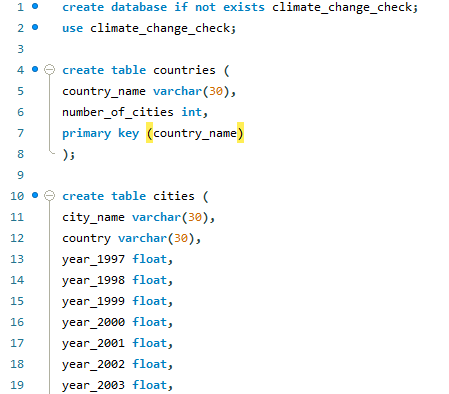 1 create database if not exists climate_change_check;
2 use climate_change_check;
3
4 create table countries (
5 country_name varchar(30),
6 number_of_cities int,
7 primary key (country_name)
8 );
9
10 create table cities (
11 city_name varchar(30),
12 country varchar(30),
13 year_1997 float,
14 year_1998 float,
15 year_1999 float,
16 year_2000 float,
17 year_2001 float,
18 year_2002 float,
19 year_2003 float,